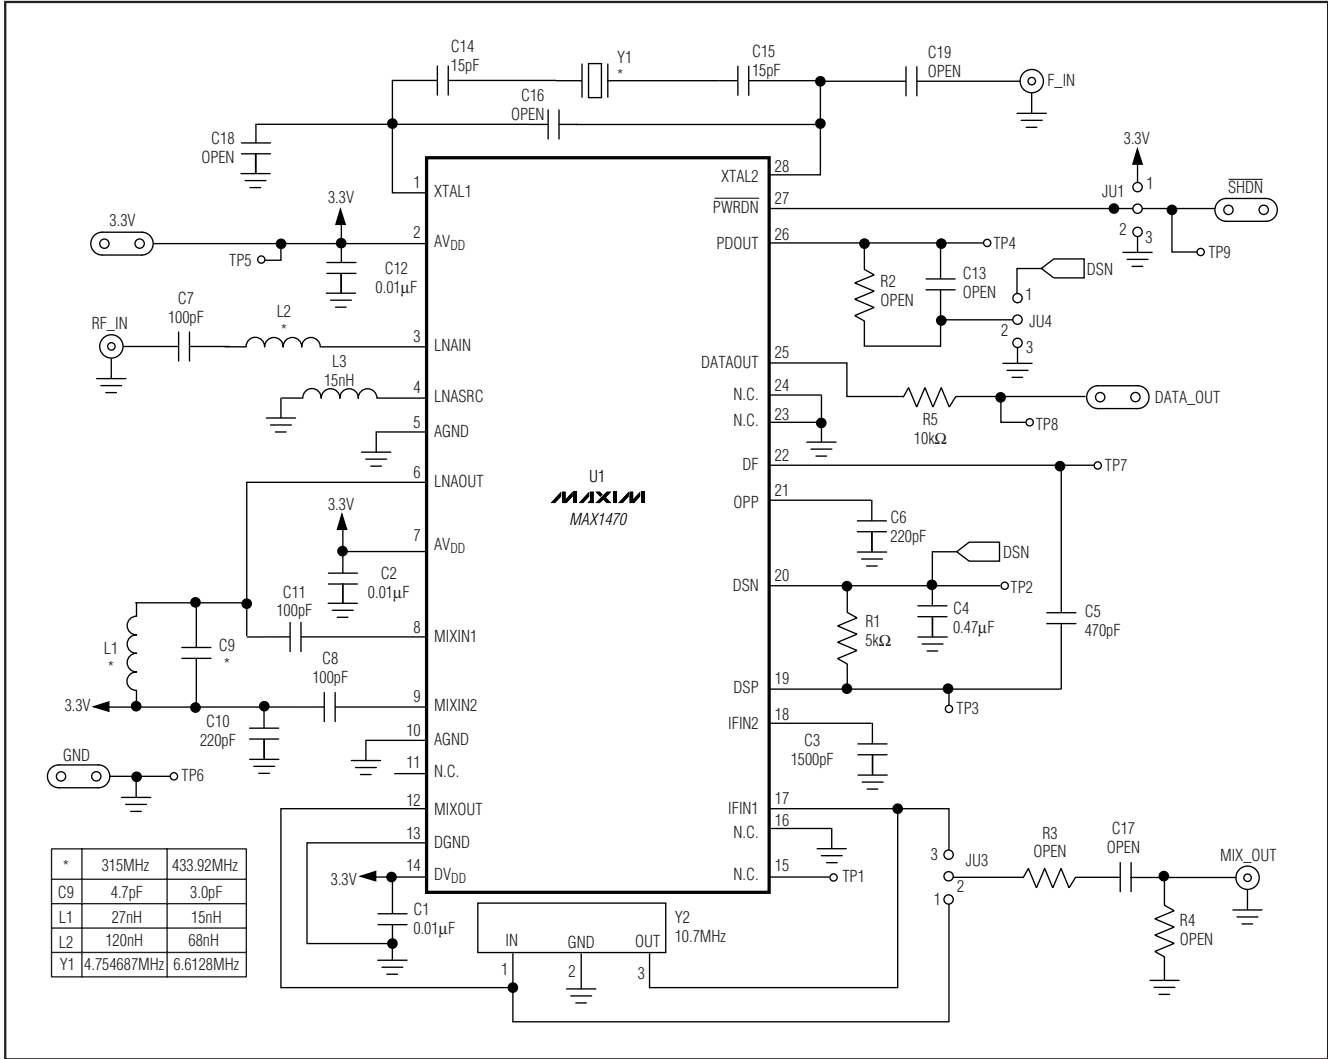 C14
15pF
Y1
*
C15
15pF
C19
OPEN
F_IN
C16
OPEN
C18
OPEN
3.3V
JU1
1
2
3
SHDN
TP9
1 XTAL1
XTAL2 28
PWRDN 27
3.3V
3.3V
TP5
2 AVDD
C12
0.01µF
PDOUT 26
TP4
R2
OPEN
C13
OPEN
DSN
1
2
3
JU4
RF_IN
C7
100pF
L2
*
3 LNAIN
L3
15nH
4 LNASRC
5 AGND
6 LNAOUT
DATAOUT 25
N.C. 24
N.C. 23
R5
10kΩ
TP8
DATA_OUT
DF 22
TP7
U1
MAXIM
MAX1470
OPP 21
C6
220pF
3.3V
7 AVDD
C2
0.01µF
DSN
DSN 20
TP2
R1
5kΩ
C4
0.47µF
C5
470pF
C11
100pF
8 MIXIN1
L1
*
C9
*
C8
100pF
9 MIXIN2
3.3V
C10
220pF
DSP 19
TP3
IFIN2 18
C3
1500pF
10 AGND
11 N.C.
GND
TP6
12 MIXOUT
13 DGND
14 DVDD
3.3V
C1
0.01µF
IFIN1 17
N.C. 16
N.C. 15
TP1
3
2
1
JU3
R3
OPEN
C17
OPEN
MIX_OUT
R4
OPEN
Y2
10.7MHz
IN GND OUT
1 2 3
* 315MHz 433.92MHz
C9 4.7pF 3.0pF
L1 27nH 15nH
L2 120nH 68nH
Y1 4.754687MHz 6.6128MHz